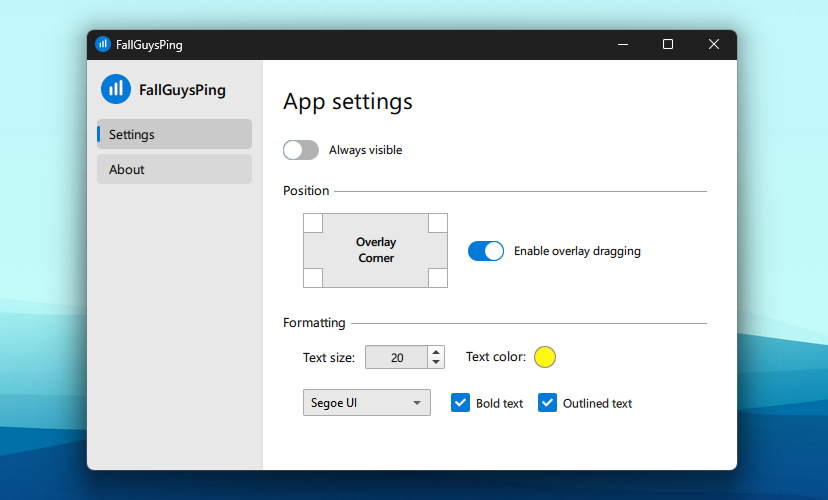 FallGuysPing
FallGuysPing
Settings
About
App settings
Always visible
Position
Overlay
Corner
Enable overlay dragging
Formatting
Text size: 20 Text color:
Segoe UI Bold text Outlined text